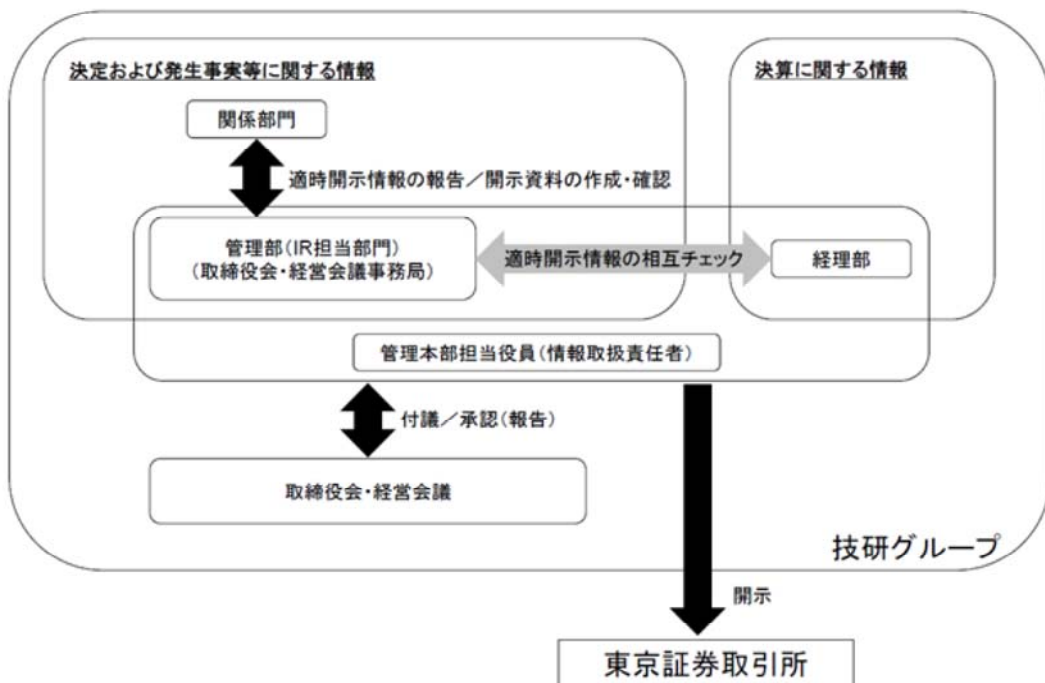 決定および発生事実等に関する情報
決算に関する情報
関係部門
適時開示情報の報告／開示資料の作成・確認
管理部（IR担当部門）
（取締役会・経営会議事務局）
適時開示情報の相互チェック
経理部
管理本部担当役員（情報取扱責任者）
付議／承認（報告）
取締役会・経営会議
技研グループ
開示
東京証券取引所